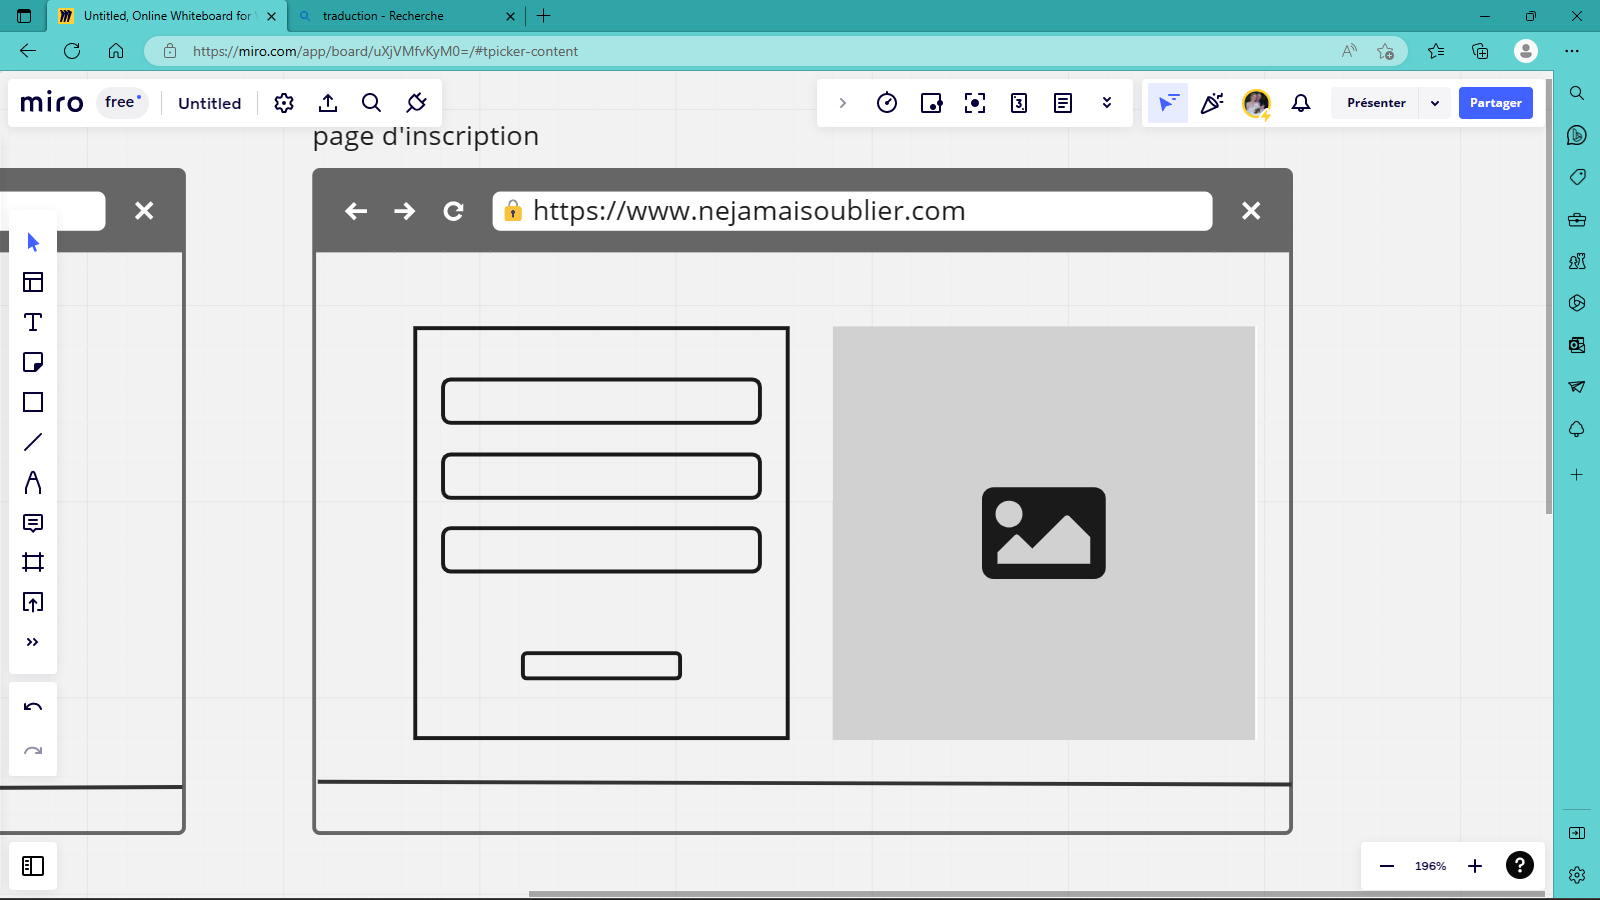 Untitled, Online Whiteboard for
traduction - Recherche
https://miro.com/app/board/uXjVMfvKyM0=/#tpicker-content
miro
free
Untitled
Présenter
Partager
page d'inscription
https://www.nejamaisoublier.com
196%